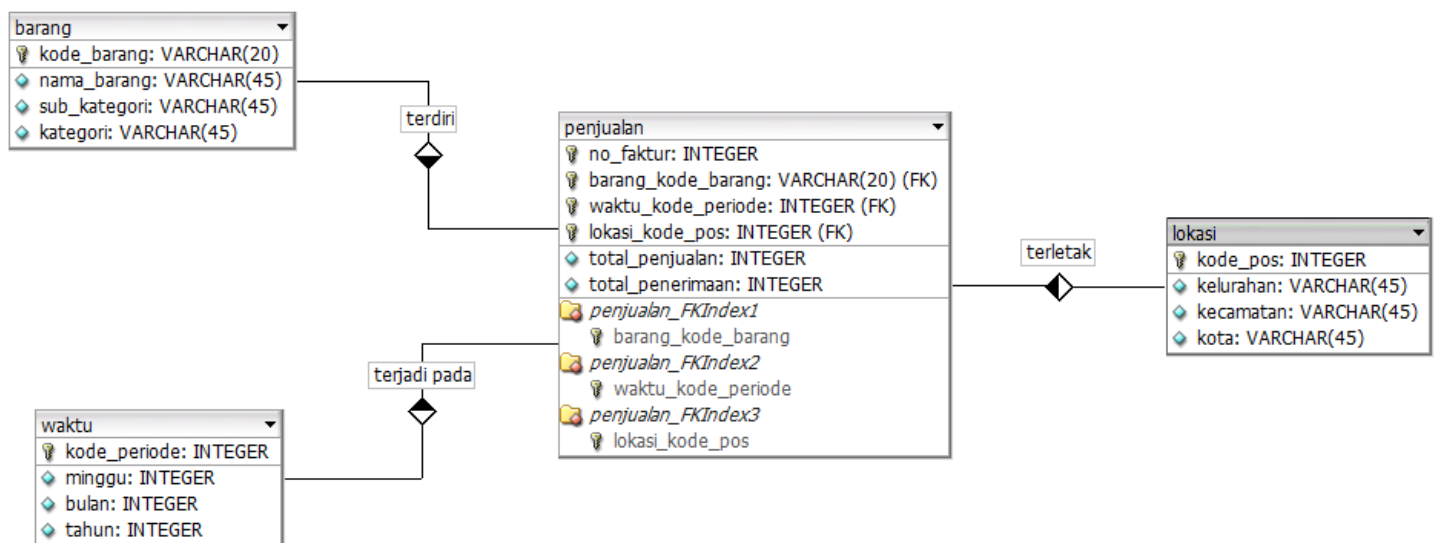 barang
kode_barang: VARCHAR(20)
nama_barang: VARCHAR(45)
sub_kategori: VARCHAR(45)
kategori: VARCHAR(45)
terdiri
penjualan
no_faktur: INTEGER
barang_kode_barang: VARCHAR(20) (FK)
waktu_kode_periode: INTEGER (FK)
lokasi_kode_pos: INTEGER (FK)
total_penjualan: INTEGER
total_penerimaan: INTEGER
penjualan_FKIndex1
barang_kode_barang
penjualan_FKIndex2
waktu_kode_periode
penjualan_FKIndex3
lokasi_kode_pos
terletak
lokasi
kode_pos: INTEGER
kelurahan: VARCHAR(45)
kecamatan: VARCHAR(45)
kota: VARCHAR(45)
terjadi pada
waktu
kode_periode: INTEGER
minggu: INTEGER
bulan: INTEGER
tahun: INTEGER